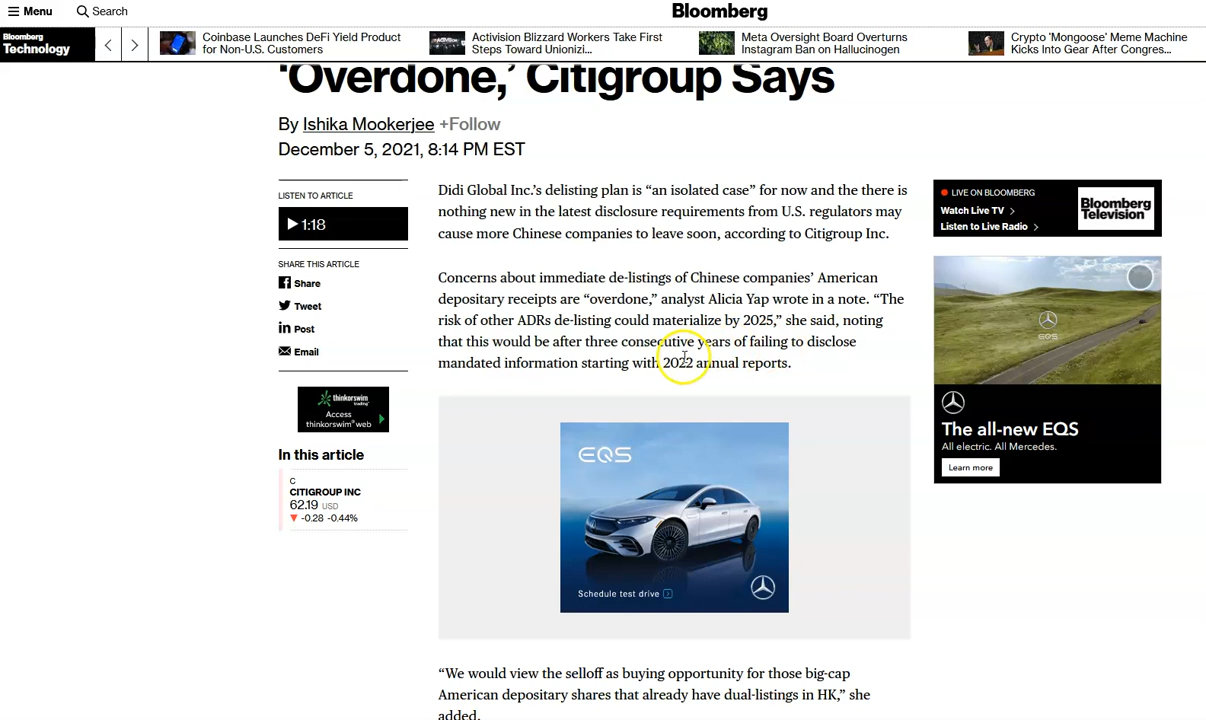 Menu
Search
Bloomberg
Bloomberg
Technology
Coinbase Launches DeFi Yield Product
for Non-U.S. Customers
Activision Blizzard Workers Take First
Steps Toward Unionizi...
Meta Oversight Board Overturns
Instagram Ban on Hallucinogen
Crypto 'Mongoose' Meme Machine
Kicks Into Gear After Congres...
‘Overdone,’ Citigroup Says
By Ishika Mookerjee +Follow
December 5, 2021, 8:14 PM EST
LISTEN TO ARTICLE
1:18
SHARE THIS ARTICLE
Share
Tweet
in Post
Email
thinkorswim
trading
Access
thinkorswim® web
In this article
C
CITIGROUP INC
62.19 USD
▼ -0.28 -0.44%
Didi Global Inc.’s delisting plan is “an isolated case” for now and the there is
nothing new in the latest disclosure requirements from U.S. regulators may
cause more Chinese companies to leave soon, according to Citigroup Inc.
Concerns about immediate de-listings of Chinese companies’ American
depositary receipts are “overdone,” analyst Alicia Yap wrote in a note. “The
risk of other ADRs de-listing could materialize by 2025,” she said, noting
that this would be after three consecutive years of failing to disclose
mandated information starting with 2022 annual reports.
EQS
Schedule test drive
“We would view the selloff as buying opportunity for those big-cap
American depositary shares that already have dual-listings in HK,” she
added.
LIVE ON BLOOMBERG
Watch Live TV
Listen to Live Radio
Bloomberg
Television
EQS
The all-new EQS
All electric. All Mercedes.
Learn more